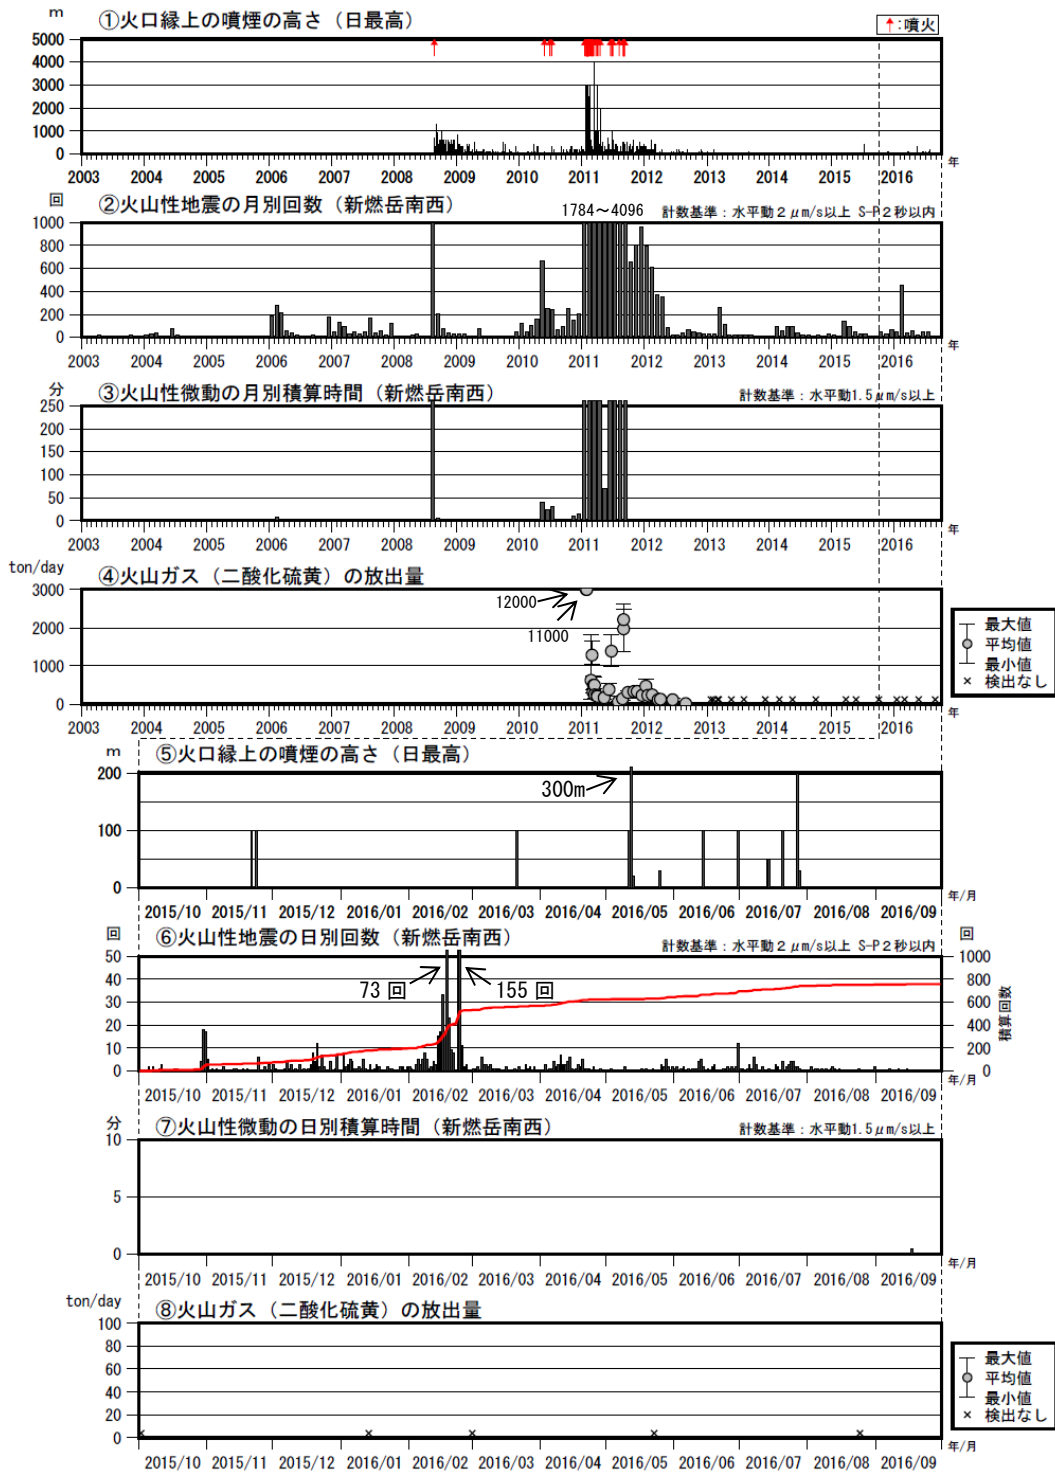 m ①火口縁上の噴煙の高さ（日最高）
↑:噴火
5000
4000
3000
2000
1000
0
2003 2004 2005 2006 2007 2008 2009 2010 2011 2012 2013 2014 2015 2016 年
回 ②火山性地震の月別回数（新燃岳南西） 1784～4096 計数基準：水平動２μm/s以上 S-P２秒以内
1000
800
600
400
200
0
2003 2004 2005 2006 2007 2008 2009 2010 2011 2012 2013 2014 2015 2016 年
分 ③火山性微動の月別積算時間（新燃岳南西） 計数基準：水平動1.5μm/s以上
250
200
150
100
50
0
2003 2004 2005 2006 2007 2008 2009 2010 2011 2012 2013 2014 2015 2016 年
ton/day ④火山ガス（二酸化硫黄）の放出量
3000
12000
11000
2000
1000
0
最大値
平均値
最小値
× 検出なし
2003 2004 2005 2006 2007 2008 2009 2010 2011 2012 2013 2014 2015 2016 年
m ⑤火口縁上の噴煙の高さ（日最高）
200
300m
100
0
2015/10 2015/11 2015/12 2016/01 2016/02 2016/03 2016/04 2016/05 2016/06 2016/07 2016/08 2016/09 年/月
回 ⑥火山性地震の日別回数（新燃岳南西） 計数基準：水平動２μm/s以上 S-P２秒以内 回
50 1000
40 800
73 回 155 回
30 600
20 400
10 200
0 0
積算回数
2015/10 2015/11 2015/12 2016/01 2016/02 2016/03 2016/04 2016/05 2016/06 2016/07 2016/08 2016/09 年/月
分 ⑦火山性微動の日別積算時間（新燃岳南西） 計数基準：水平動1.5μm/s以上
10
5
0
2015/10 2015/11 2015/12 2016/01 2016/02 2016/03 2016/04 2016/05 2016/06 2016/07 2016/08 2016/09 年/月
ton/day ⑧火山ガス（二酸化硫黄）の放出量
100
80
60
40
20
0
最大値
平均値
最小値
× 検出なし
2015/10 2015/11 2015/12 2016/01 2016/02 2016/03 2016/04 2016/05 2016/06 2016/07 2016/08 2016/09 年/月